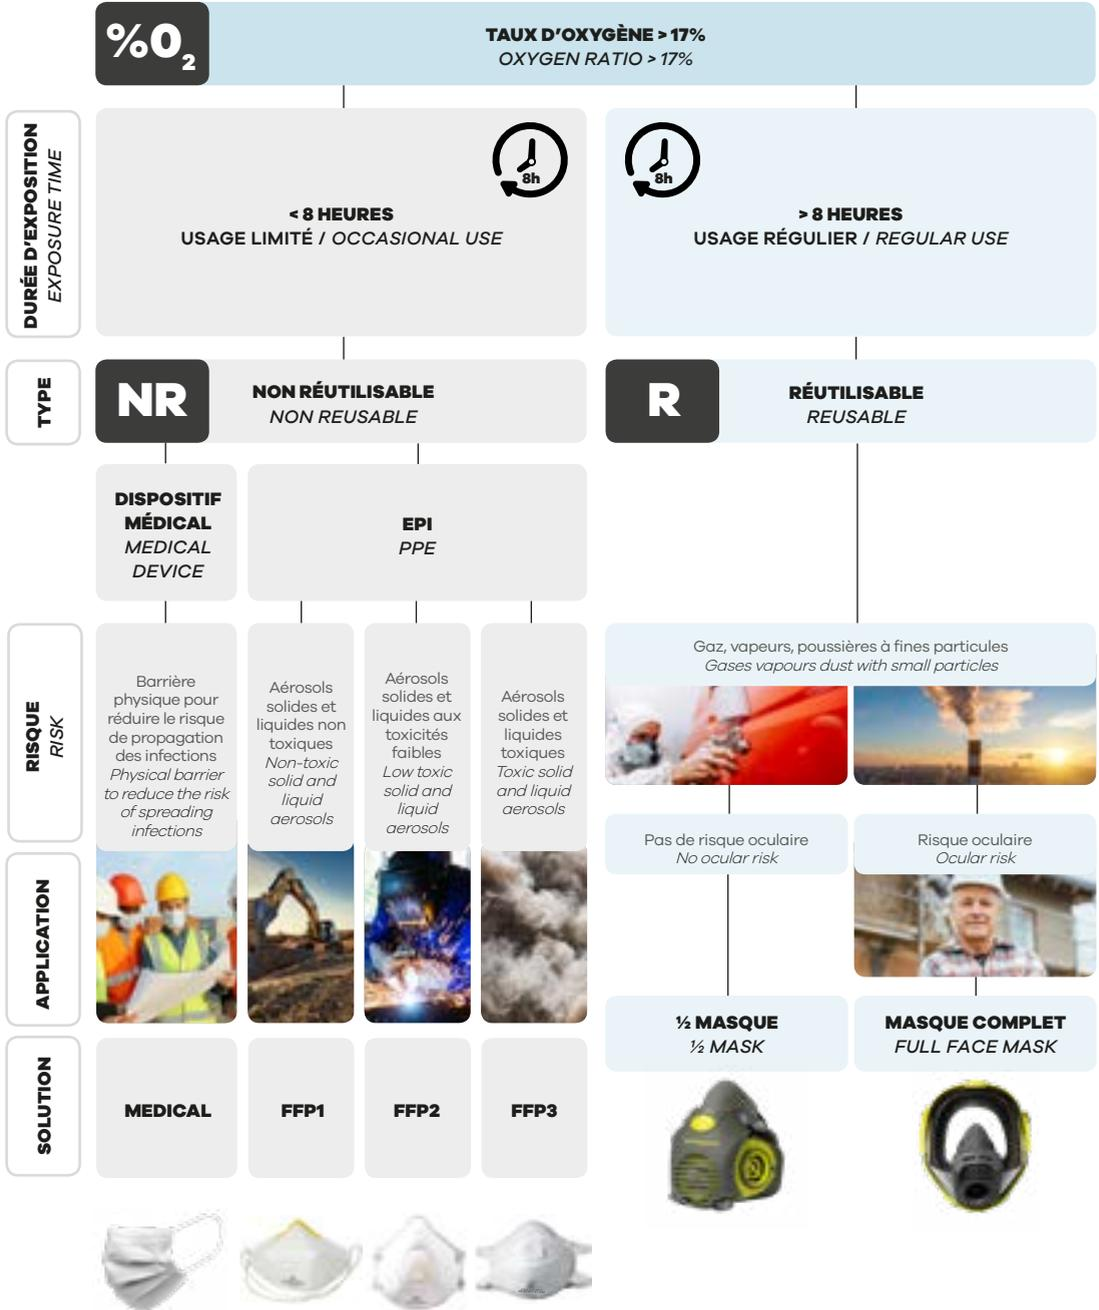 %O2
TAUX D'OXYGÈNE > 17%
OXYGEN RATIO > 17%
DURÉE D'EXPOSITION
EXPOSURE TIME
8h
< 8 HEURES
USAGE LIMITÉ / OCCASIONAL USE
8h
> 8 HEURES
USAGE RÉGULIER / REGULAR USE
TYPE
NR
NON RÉUTILISABLE
NON REUSABLE
R
RÉUTILISABLE
REUSABLE
DISPOSITIF
MÉDICAL
MEDICAL
DEVICE
EPI
PPE
RISQUE
RISK
Barrière
physique pour
réduire le risque
de propagation
des infections
Physical barrier
to reduce the risk
of spreading
infections
Aérosols
solides et
liquides non
toxiques
Non-toxic
solid and
liquid
aerosols
Aérosols
solides et
liquides aux
toxicités
faibles
Low toxic
solid and
liquid
aerosols
Aérosols
solides et
liquides
toxiques
Toxic solid
and liquid
aerosols
Gaz, vapeurs, poussières à fines particules
Gases vapours dust with small particles
Pas de risque oculaire
No ocular risk
Risque oculaire
Ocular risk
APPLICATION
½ MASQUE
½ MASK
MASQUE COMPLET
FULL FACE MASK
SOLUTION
MEDICAL
FFP1
FFP2
FFP3